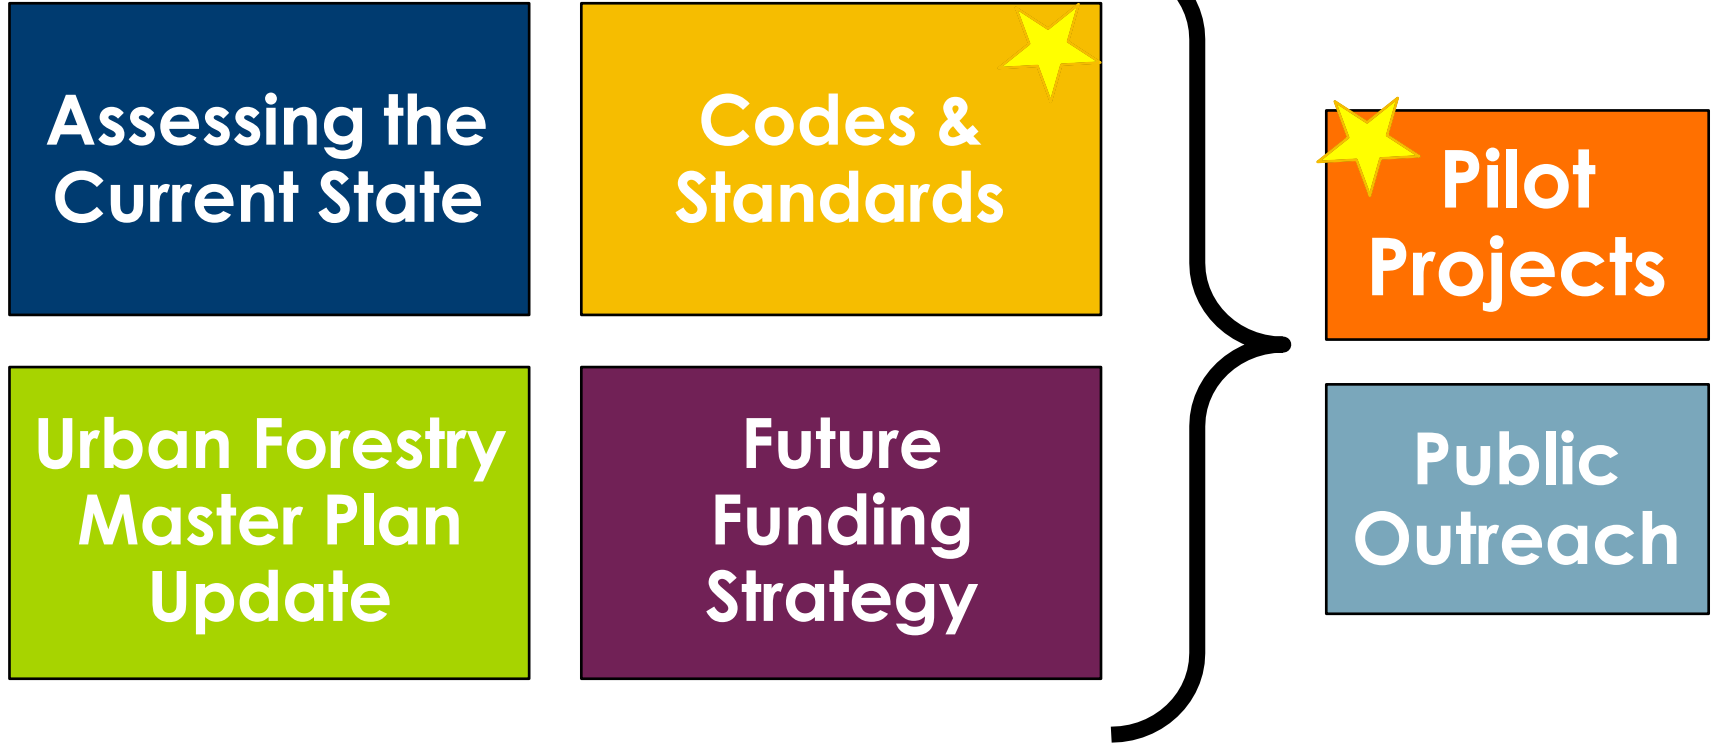 Assessing the
Current State
Codes &
Standards
Urban Forestry
Master Plan
Update
Future
Funding
Strategy
Pilot
Projects
Public
Outreach